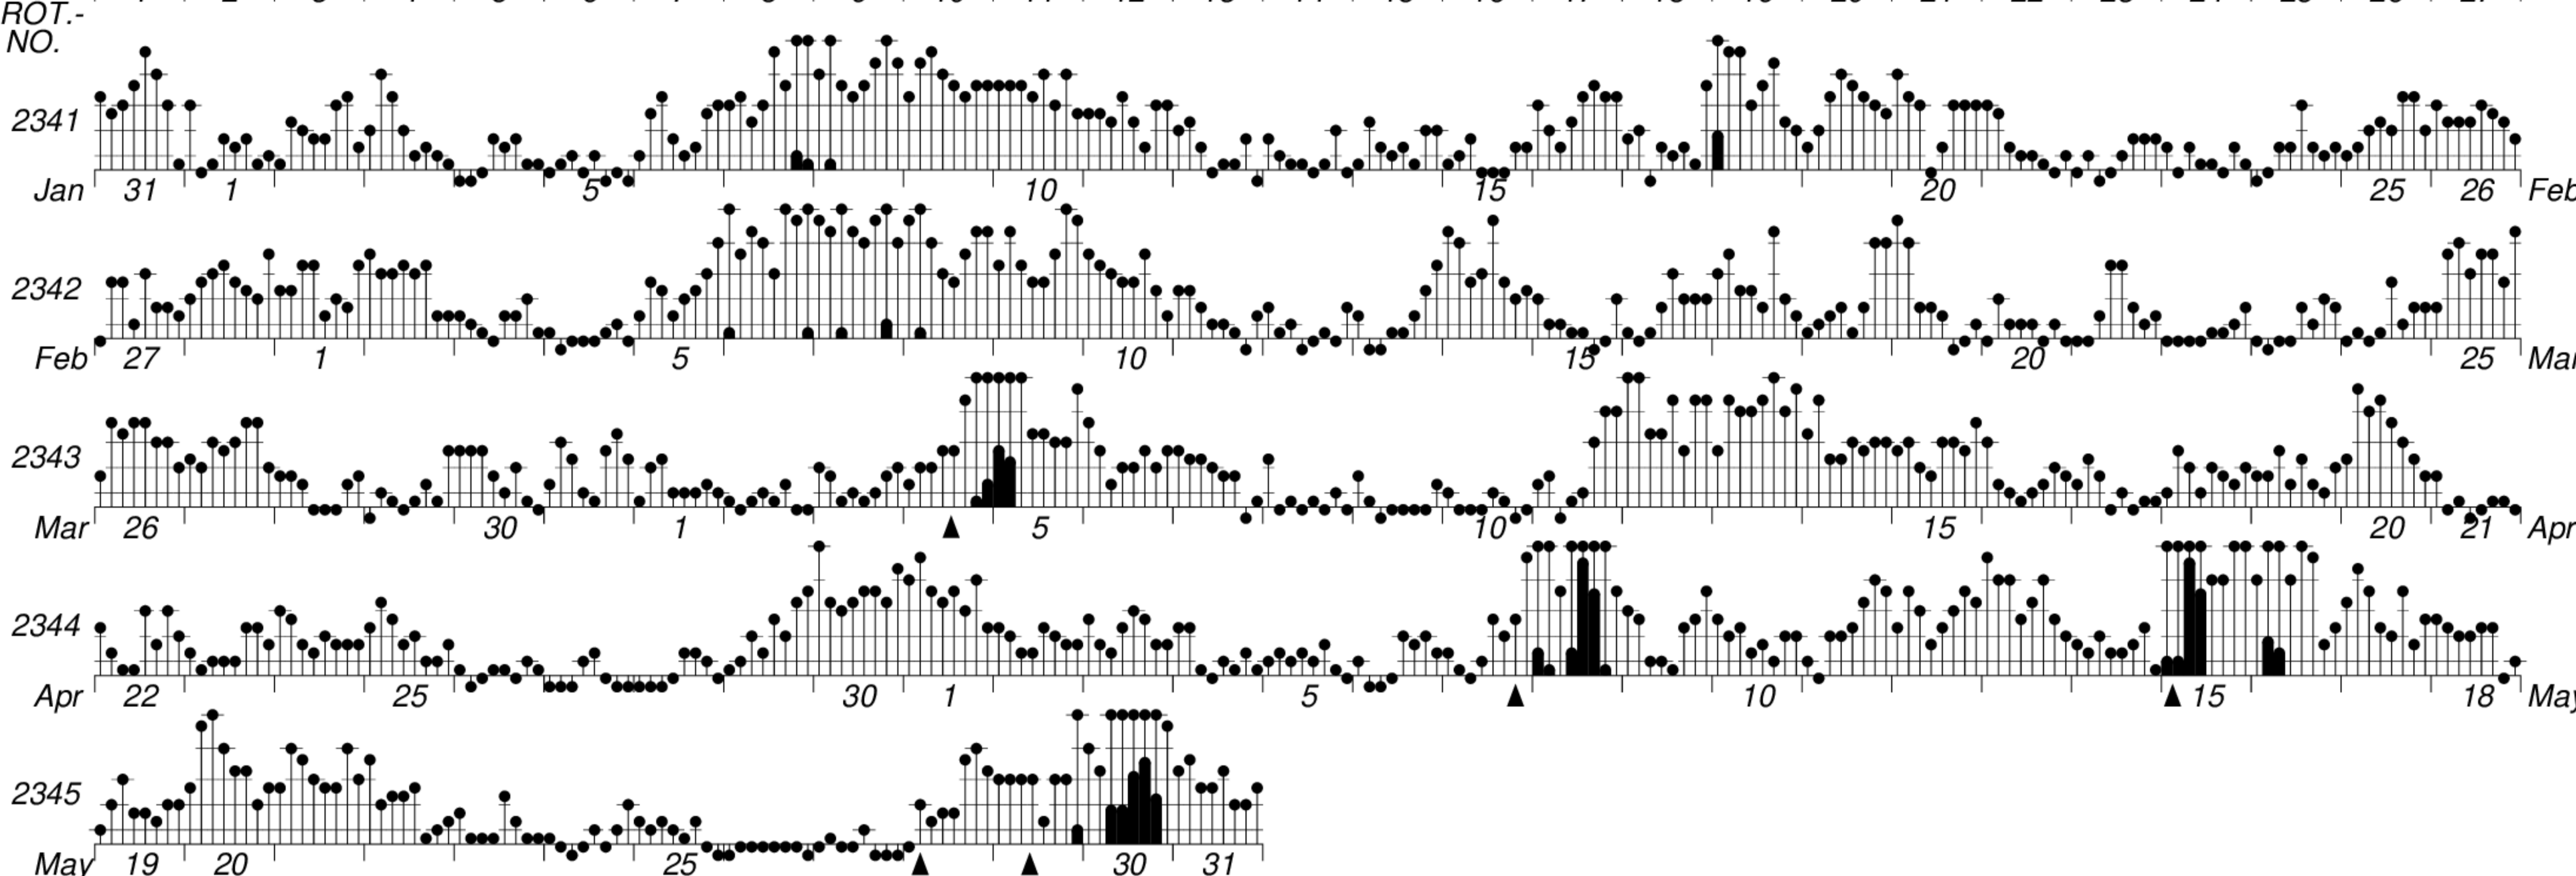 ROT.-
NO.
2341
Jan 31 1 5 10 15 20 25 26 Feb
2342
Feb 27 1 5 10 15 20 25 Mar
2343
Mar 26 30 1 5 10 15 20 21 Apr
2344
Apr 22 25 30 1 5 10 15 18 May
2345
May 19 20 25 30 31